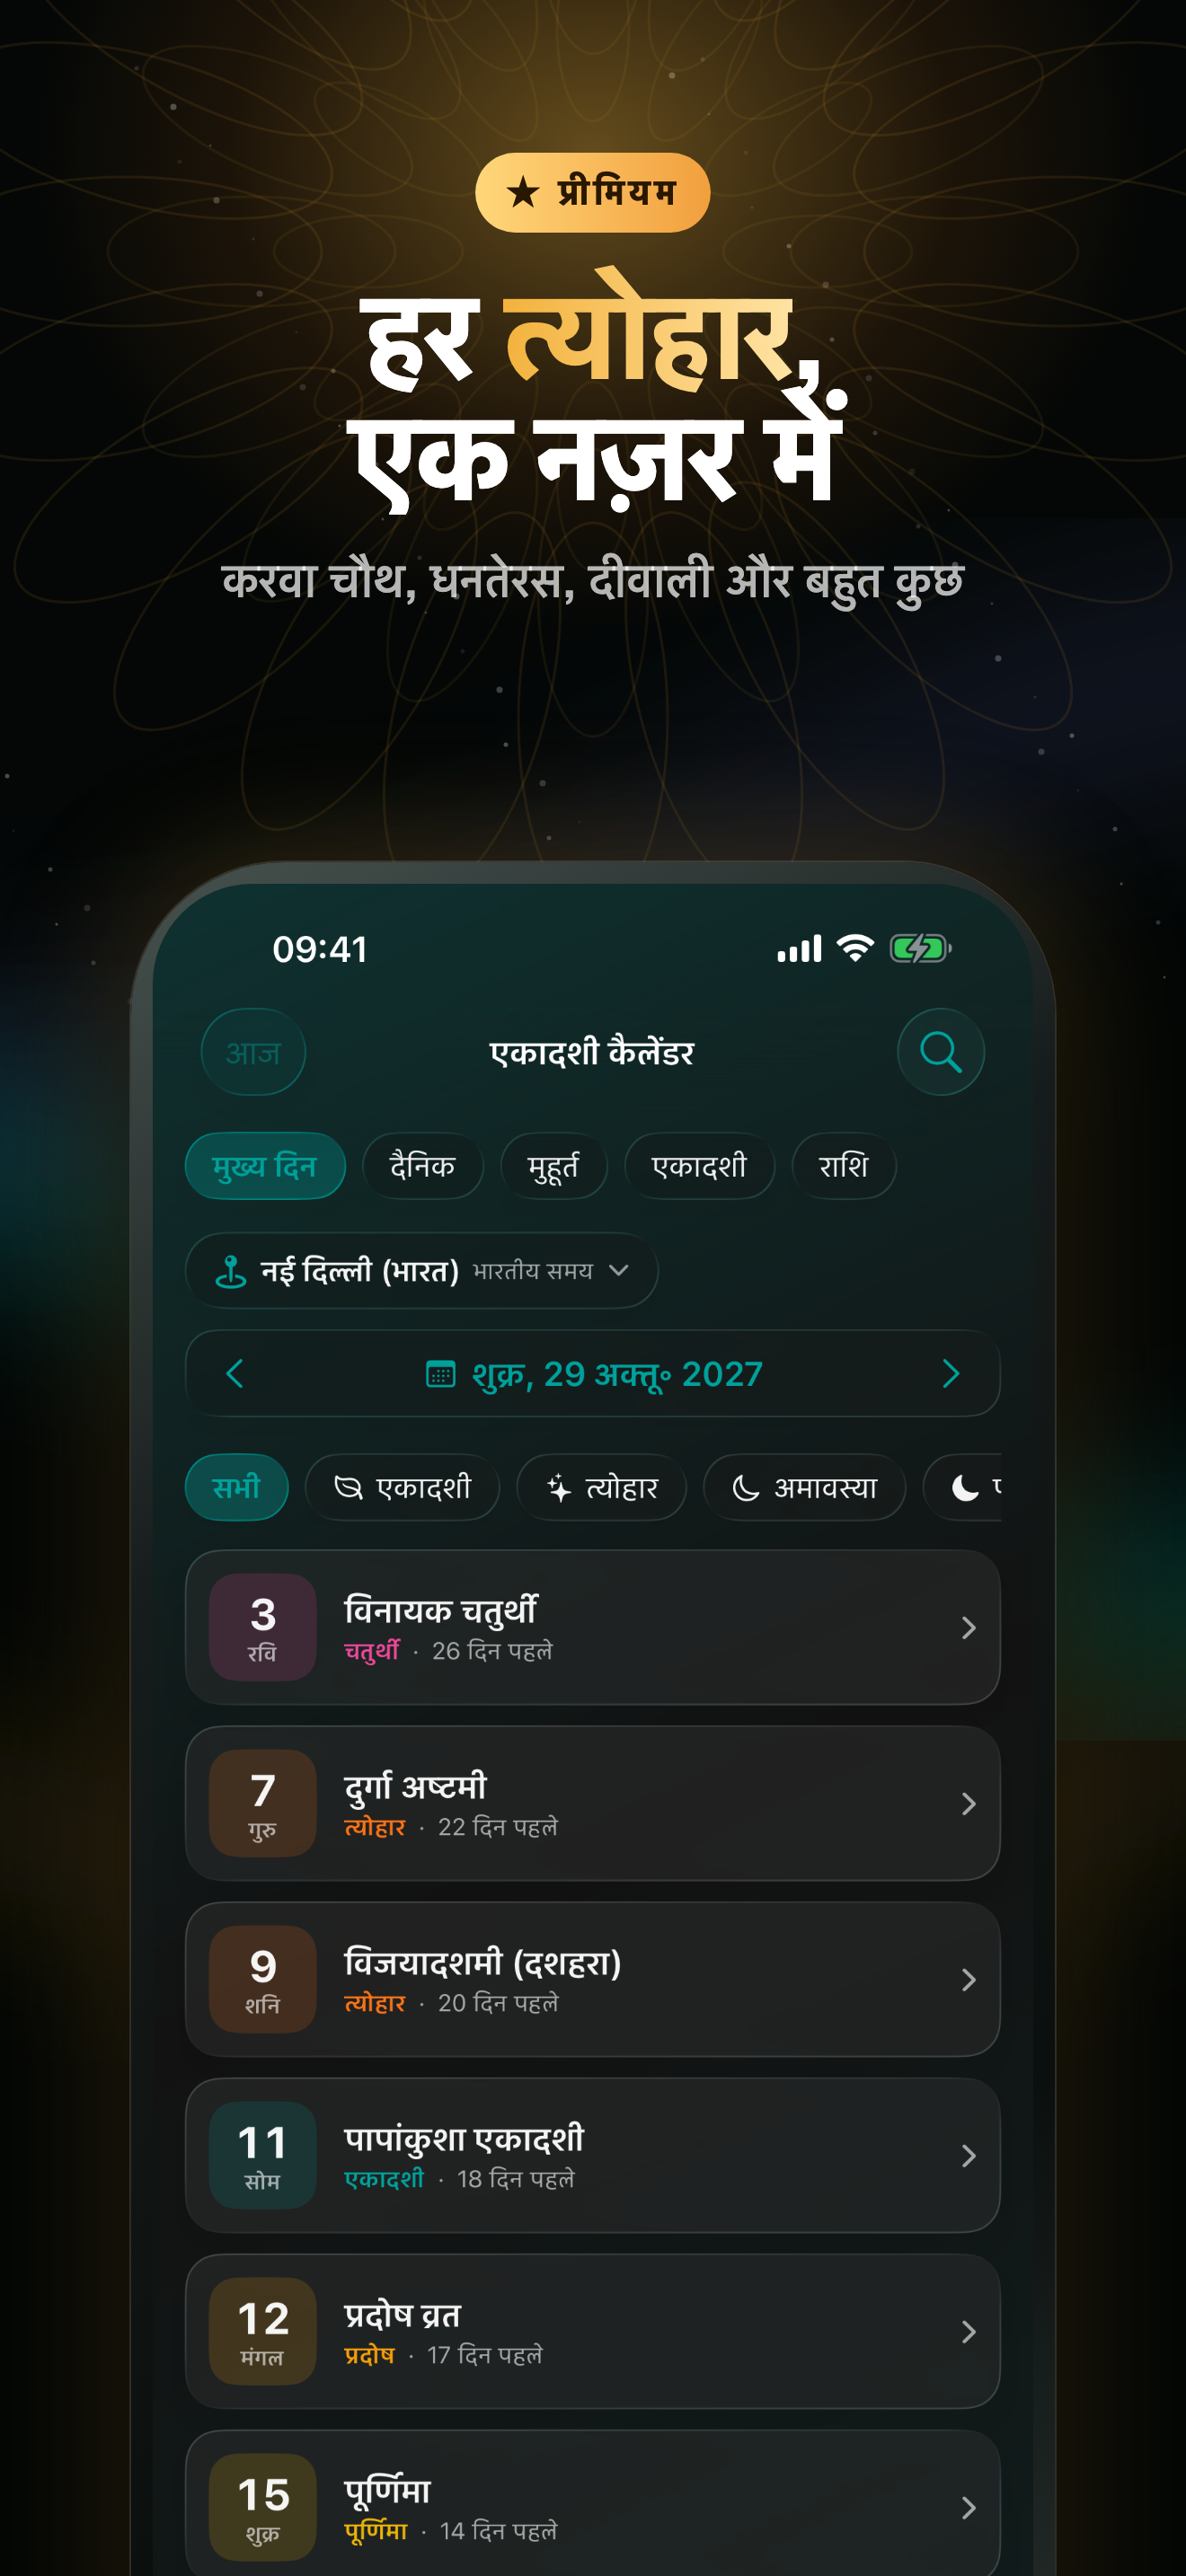 ★ प्रीमियम
हर त्योहार,
एक नज़र में
करवा चौथ, धनतेरस, दीवाली और बहुत कुछ
09:41
आज
एकादशी कैलेंडर
मुख्य दिन
दैनिक
मुहूर्त
एकादशी
राशि
नई दिल्ली (भारत) भारतीय समय
शुक्र, 29 अक्तू॰ 2027
सभी
एकादशी
त्योहार
अमावस्या
3
रवि
विनायक चतुर्थी
चतुर्थी · 26 दिन पहले
7
गुरु
दुर्गा अष्टमी
त्योहार · 22 दिन पहले
9
शनि
विजयादशमी (दशहरा)
त्योहार · 20 दिन पहले
11
सोम
पापांकुशा एकादशी
एकादशी · 18 दिन पहले
12
मंगल
प्रदोष व्रत
प्रदोष · 17 दिन पहले
15
शुक्र
पूर्णिमा
पूर्णिमा · 14 दिन पहले